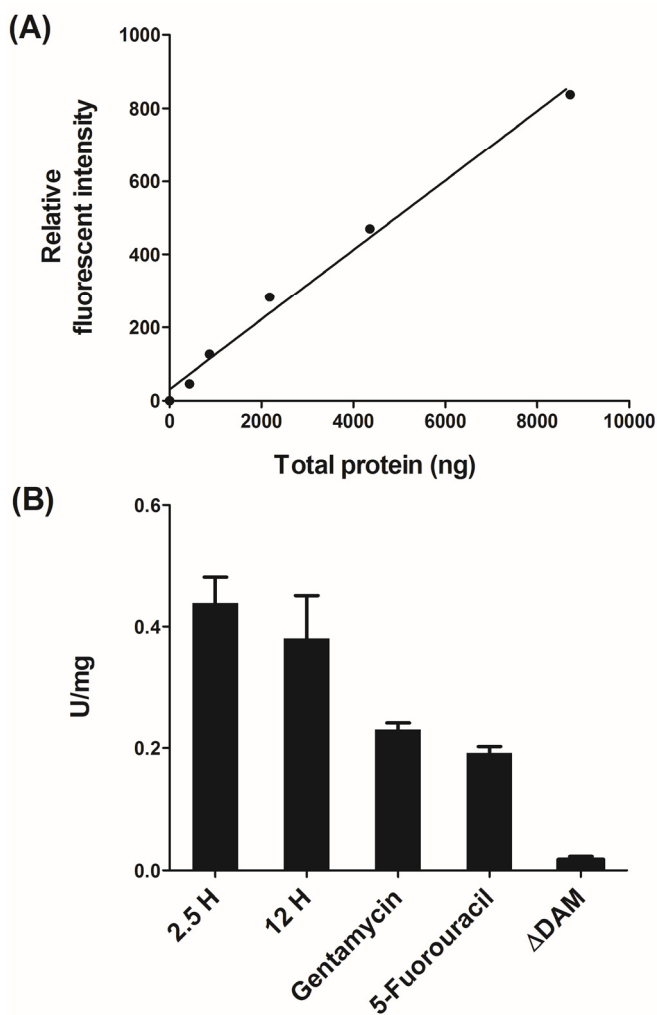 (A)
Relative
fluorescent intensity
1000
800
600
400
200
0
0 2000 4000 6000 8000 10000
Total protein (ng)
(B)
U/mg
0.6
0.4
0.2
0.0
2.5 H
12 H
Gentamycin
5-Fuorouracil
ΔDAM